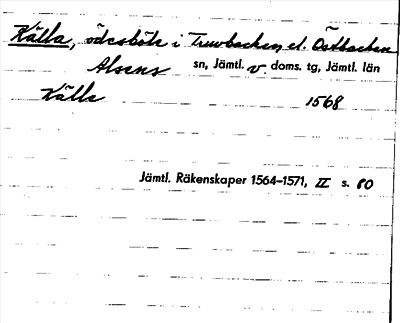 Källa, ödesböle i Truvbacken, el. Östbacken
Alsens sn, Jämtl. v. doms. tg, Jämtl. län
Källe 1568
Jämtl. Räkenskaper 1564–1571, II s. 80